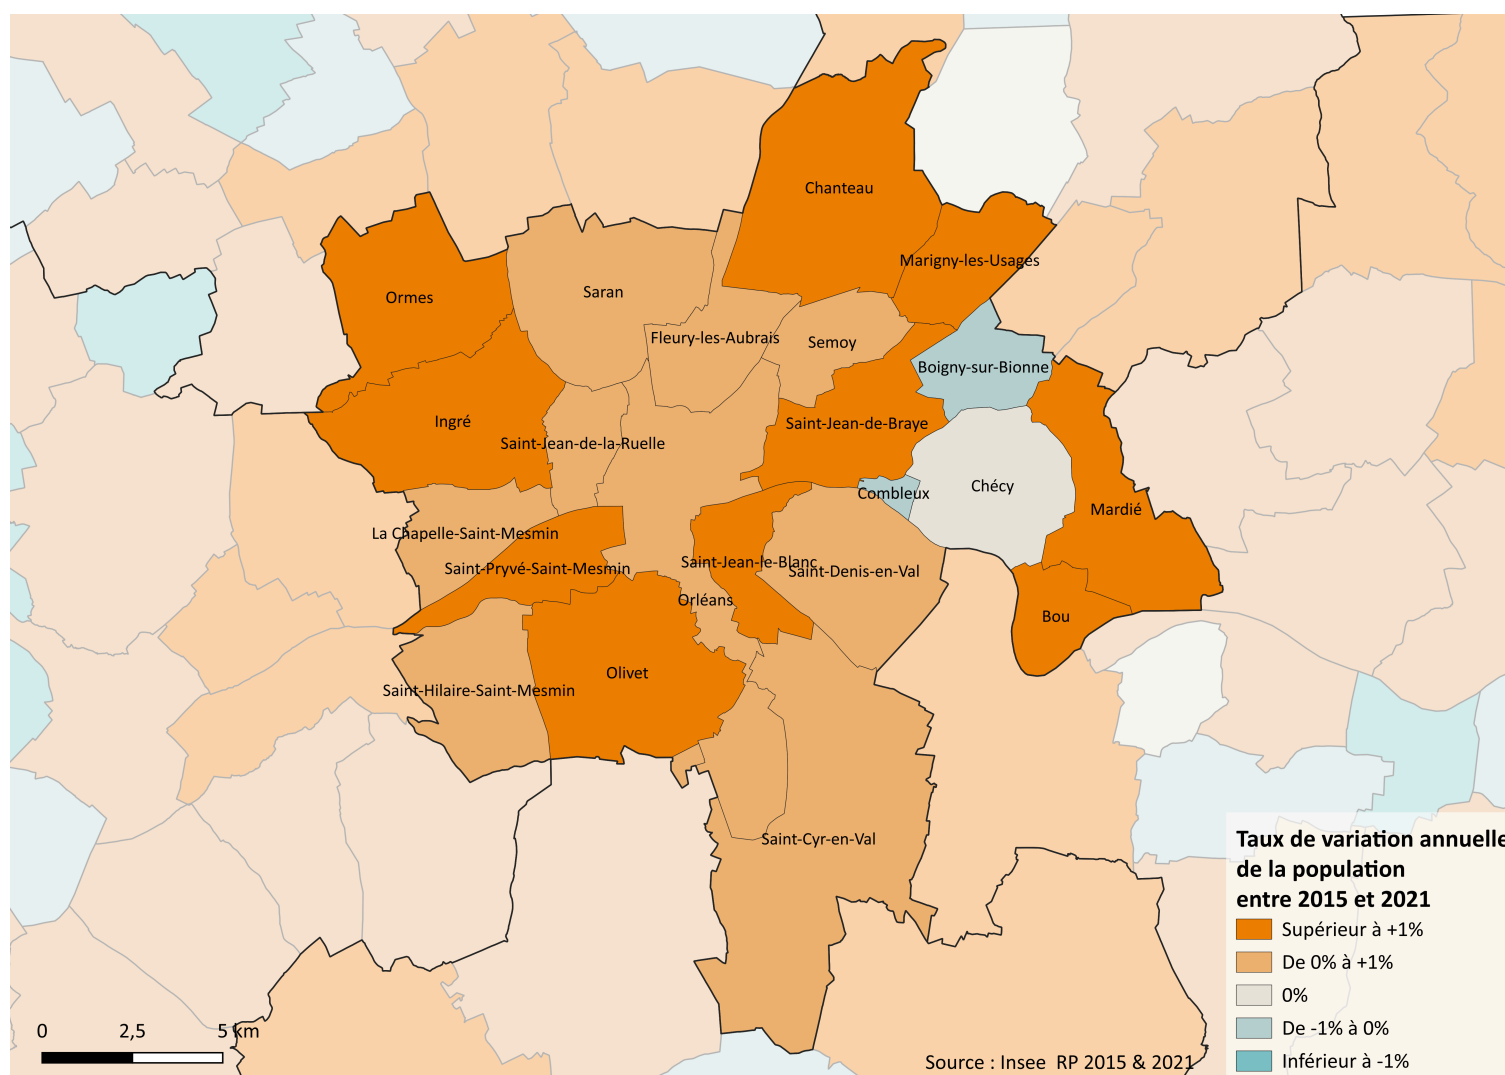 Chanteau
Marigny-les-Usages
Ormes
Saran
Fleury-les-Aubrais
Semoy
Boigny-sur-Bionne
Ingré
Saint-Jean-de-la-Ruelle
Saint-Jean-de-Braye
Combleux
Chécy
Mardié
La Chapelle-Saint-Mesmin
Saint-Pryvé-Saint-Mesmin
Saint-Jean-le-Blanc
Saint-Denis-en-Val
Orléans
Bou
Olivet
Saint-Hilaire-Saint-Mesmin
Saint-Cyr-en-Val
Taux de variation annuelle
de la population
entre 2015 et 2021
Supérieur à +1%
De 0% à +1%
0%
De -1% à 0%
Inférieur à -1%
0 2,5 5 km
Source : Insee RP 2015 & 2021